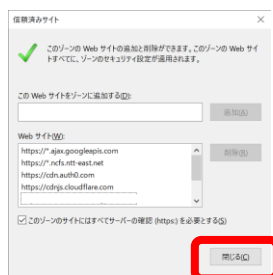 信頼済みサイト
このゾーンの Web サイトの追加と削除ができます。このゾーンの Web サイ
トすべてに、ゾーンのセキュリティ設定が適用されます。
この Web サイトをゾーンに追加する(D):
追加(A)
Web サイト(W):
https://*.ajax.googleapis.com
削除(R)
https://*.ncfs.ntt-east.net
https://cdn.auth0.com
https://cdnjs.cloudflare.com
このゾーンのサイトにはすべてサーバーの確認 (https:) を必要とする(S)
閉じる(C)